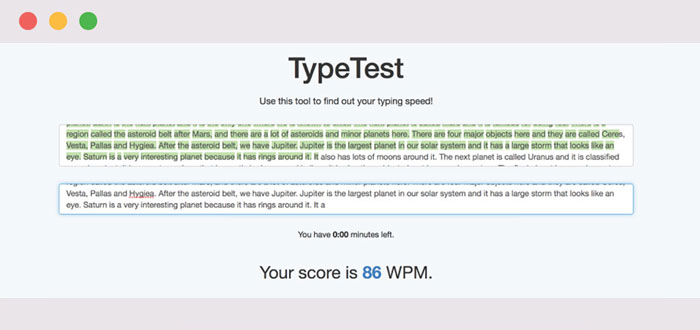 TypeTest
Use this tool to find out your typing speed!
region called the asteroid belt after Mars, and there are a lot of asteroids and minor planets here. There are four major objects here and they are called Ceres,
Vesta, Pallas and Hygiea. After the asteroid belt, we have Jupiter. Jupiter is the largest planet in our solar system and it has a large storm that looks like an
eye. Saturn is a very interesting planet because it has rings around it. It also has lots of moons around it. The next planet is called Uranus and it is classified
Vesta, Pallas and Hygiea. After the asteroid belt, we have Jupiter. Jupiter is the largest planet in our solar system and it has a large storm that looks like an
eye. Saturn is a very interesting planet because it has rings around it. It a
You have 0:00 minutes left.
Your score is 86 WPM.